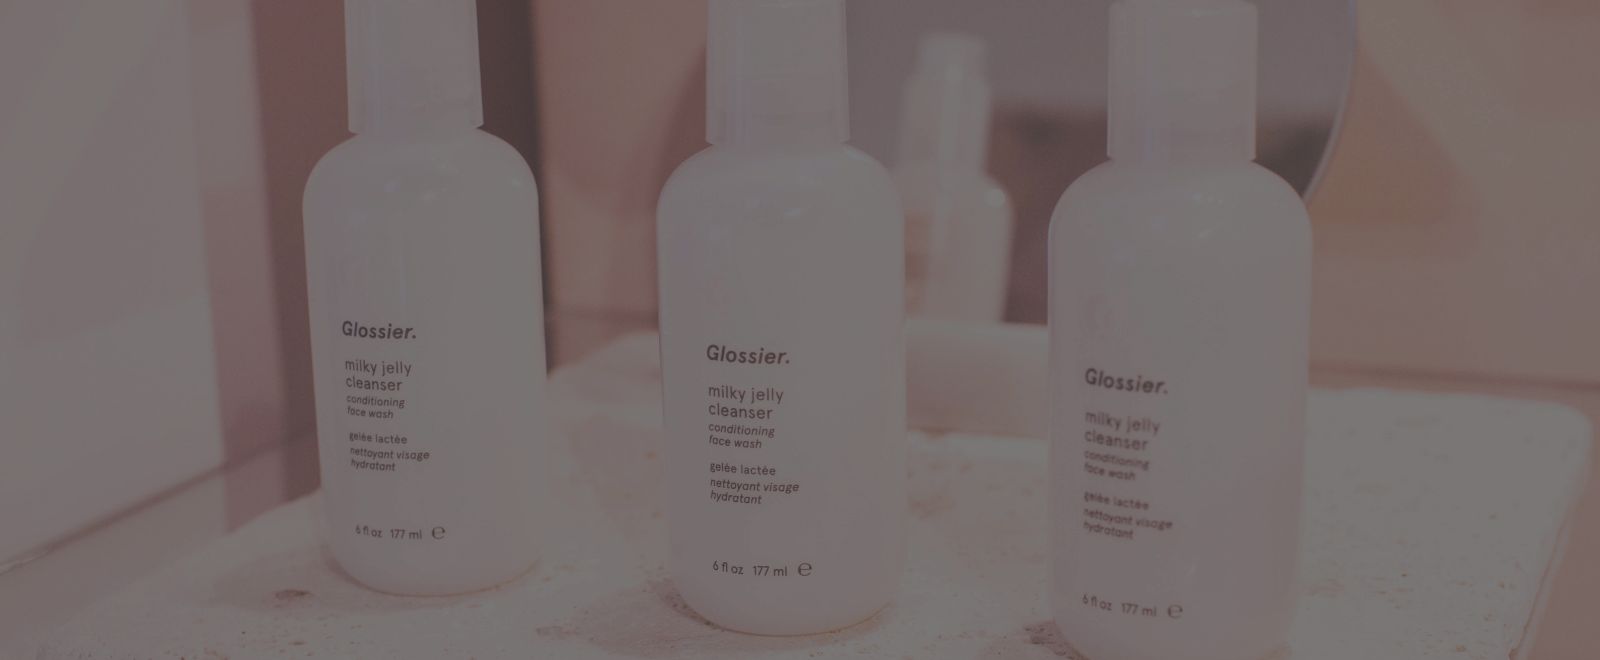 Glossier.
milky jelly
cleanser
conditioning
face wash
gelée lactée
nettoyant visage
hydratant
6 fl oz 177 ml ℮
Glossier.
milky jelly
cleanser
conditioning
face wash
gelée lactée
nettoyant visage
hydratant
6 fl oz 177 ml ℮
Glossier.
milky jelly
cleanser
conditioning
face wash
gelée lactée
nettoyant visage
hydratant
6 fl oz 177 ml ℮